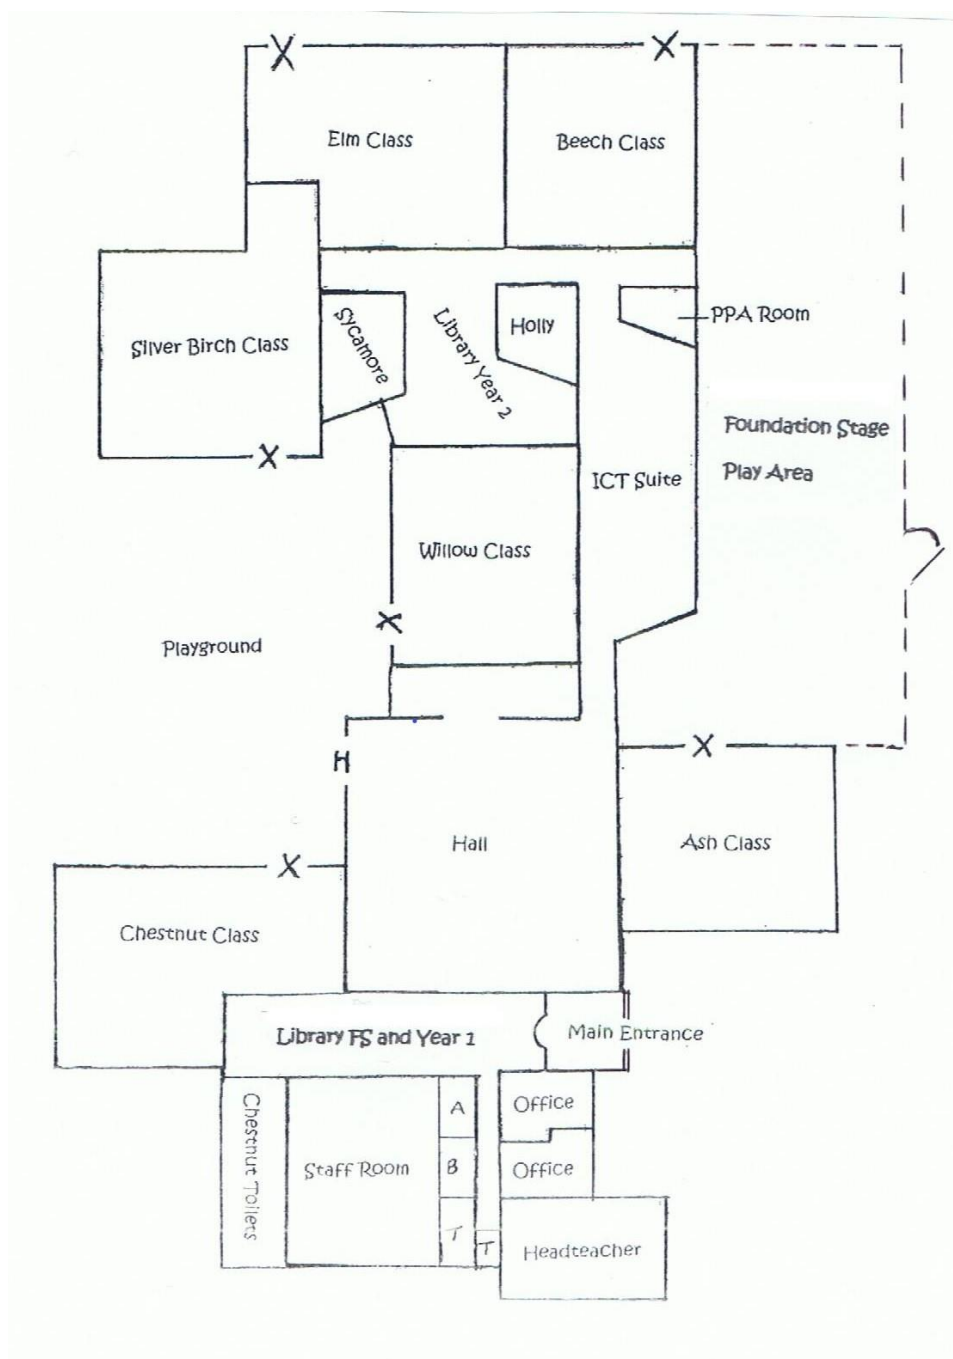 X
X
Elm Class
Beech Class
Silver Birch Class
Sycamore
Library Year 2
Holly
PPA Room
Foundation Stage
Play Area
X
ICT Suite
Willow Class
X
Playground
X
H
Hall
Ash Class
X
Chestnut Class
Library FS and Year 1
Main Entrance
Chestnut Toilets
Staff Room
A
B
T
T
Office
Office
Headteacher